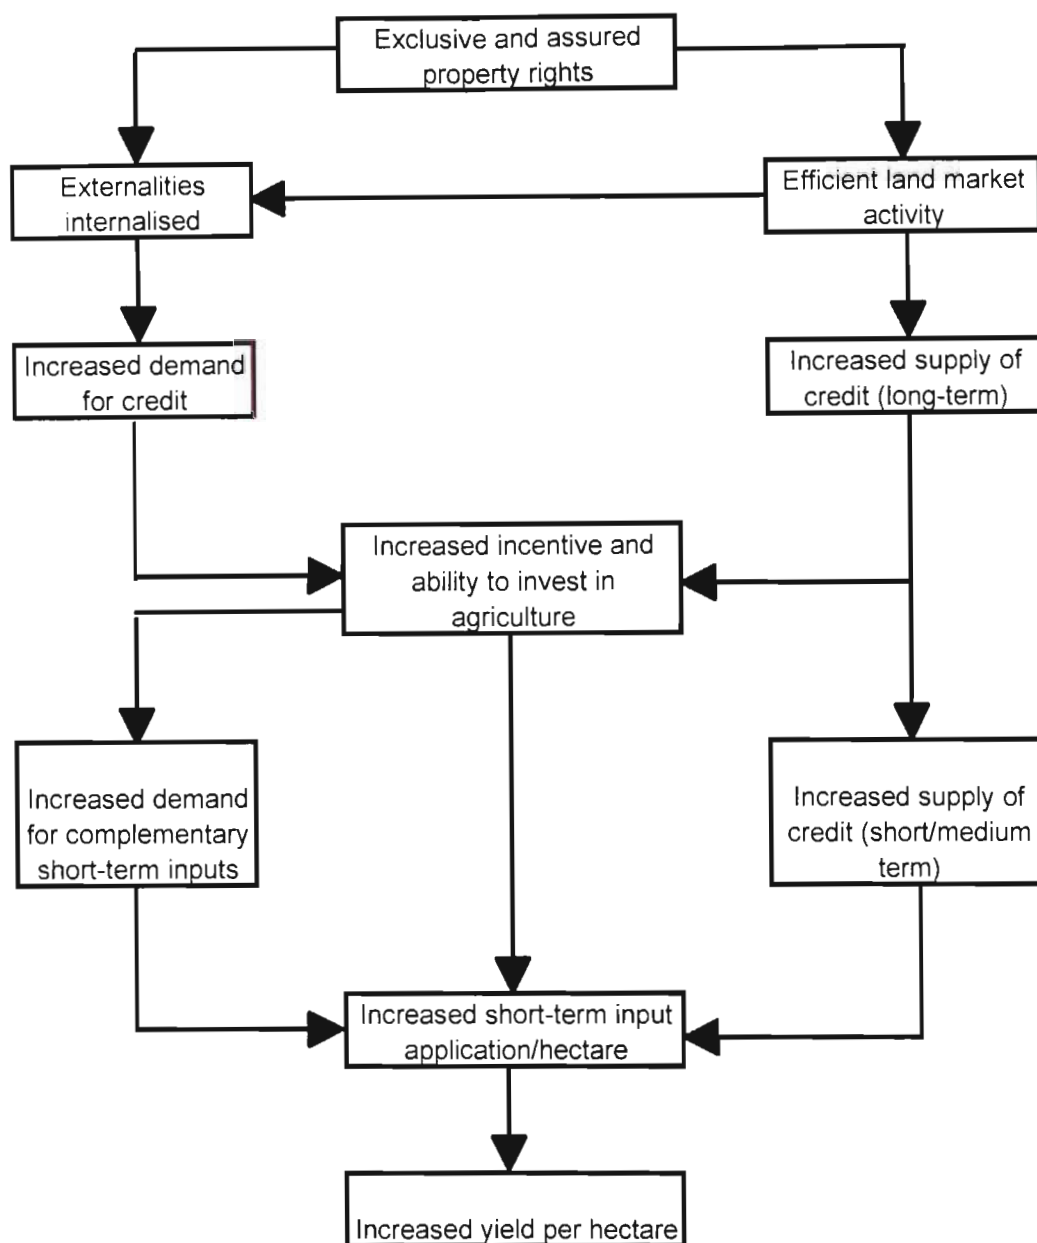 Exclusive and assured
property rights
Externalities
internalised
Efficient land market
activity
Increased demand
for credit
Increased supply of
credit (long-term)
Increased incentive and
ability to invest in
agriculture
Increased demand
for complementary
short-term inputs
Increased supply of
credit (short/medium
term)
Increased short-term input
application/hectare
Increased yield per hectare